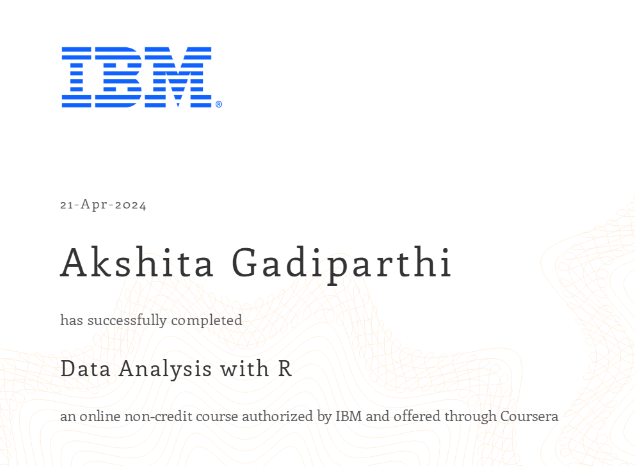 IBM®
21-Apr-2024
Akshita Gadiparthi
has successfully completed
Data Analysis with R
an online non-credit course authorized by IBM and offered through Coursera